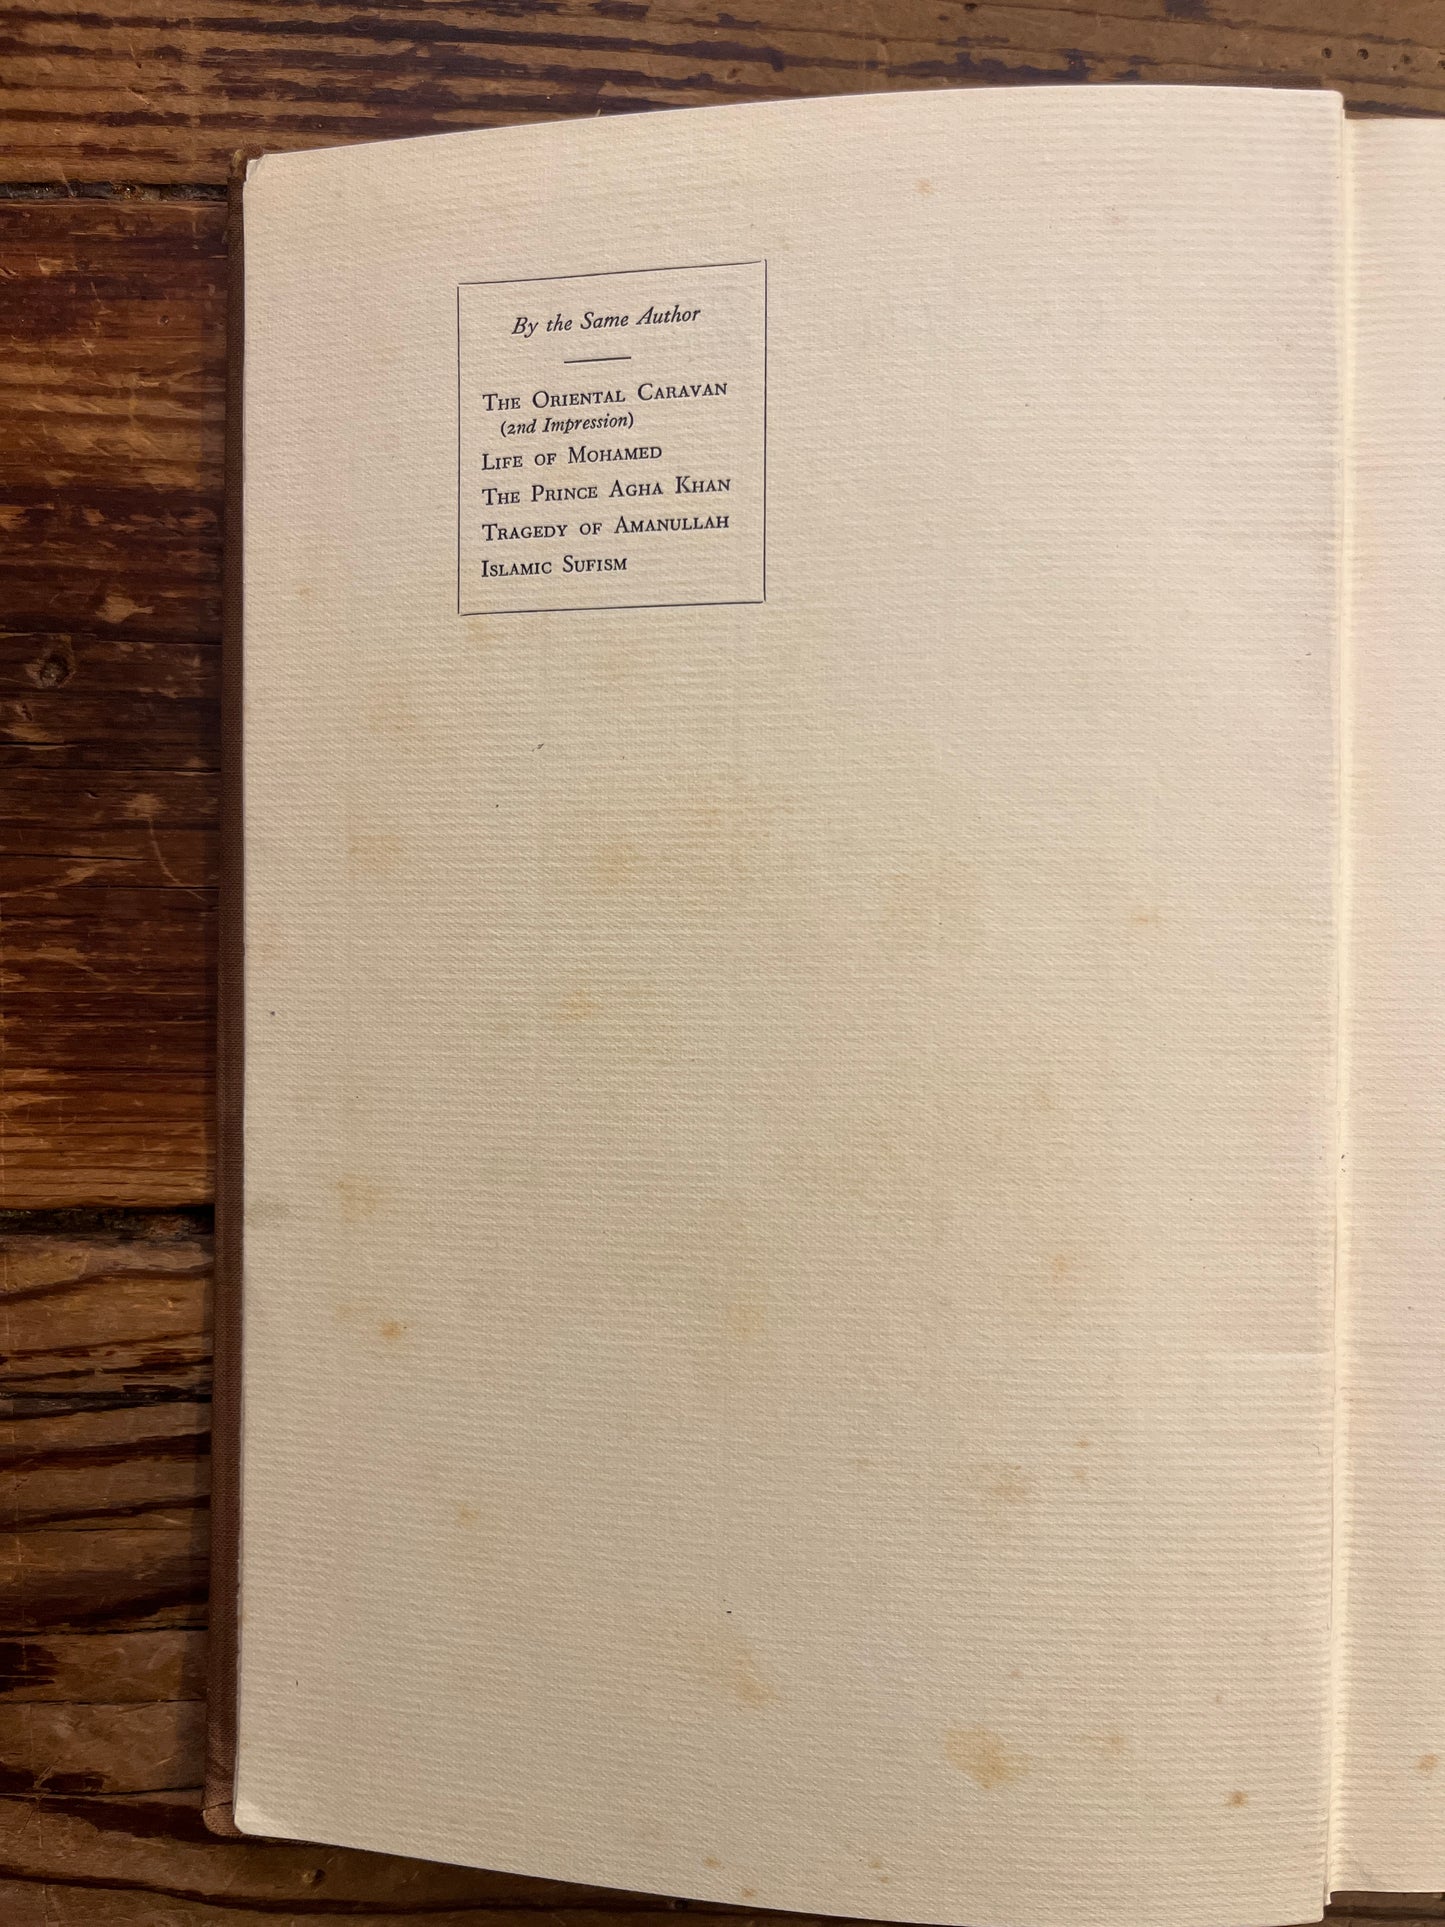 By the Same Author
The Oriental Caravan
(2nd Impression)
Life of Mohamed
The Prince Agha Khan
Tragedy of Amanullah
Islamic Sufism